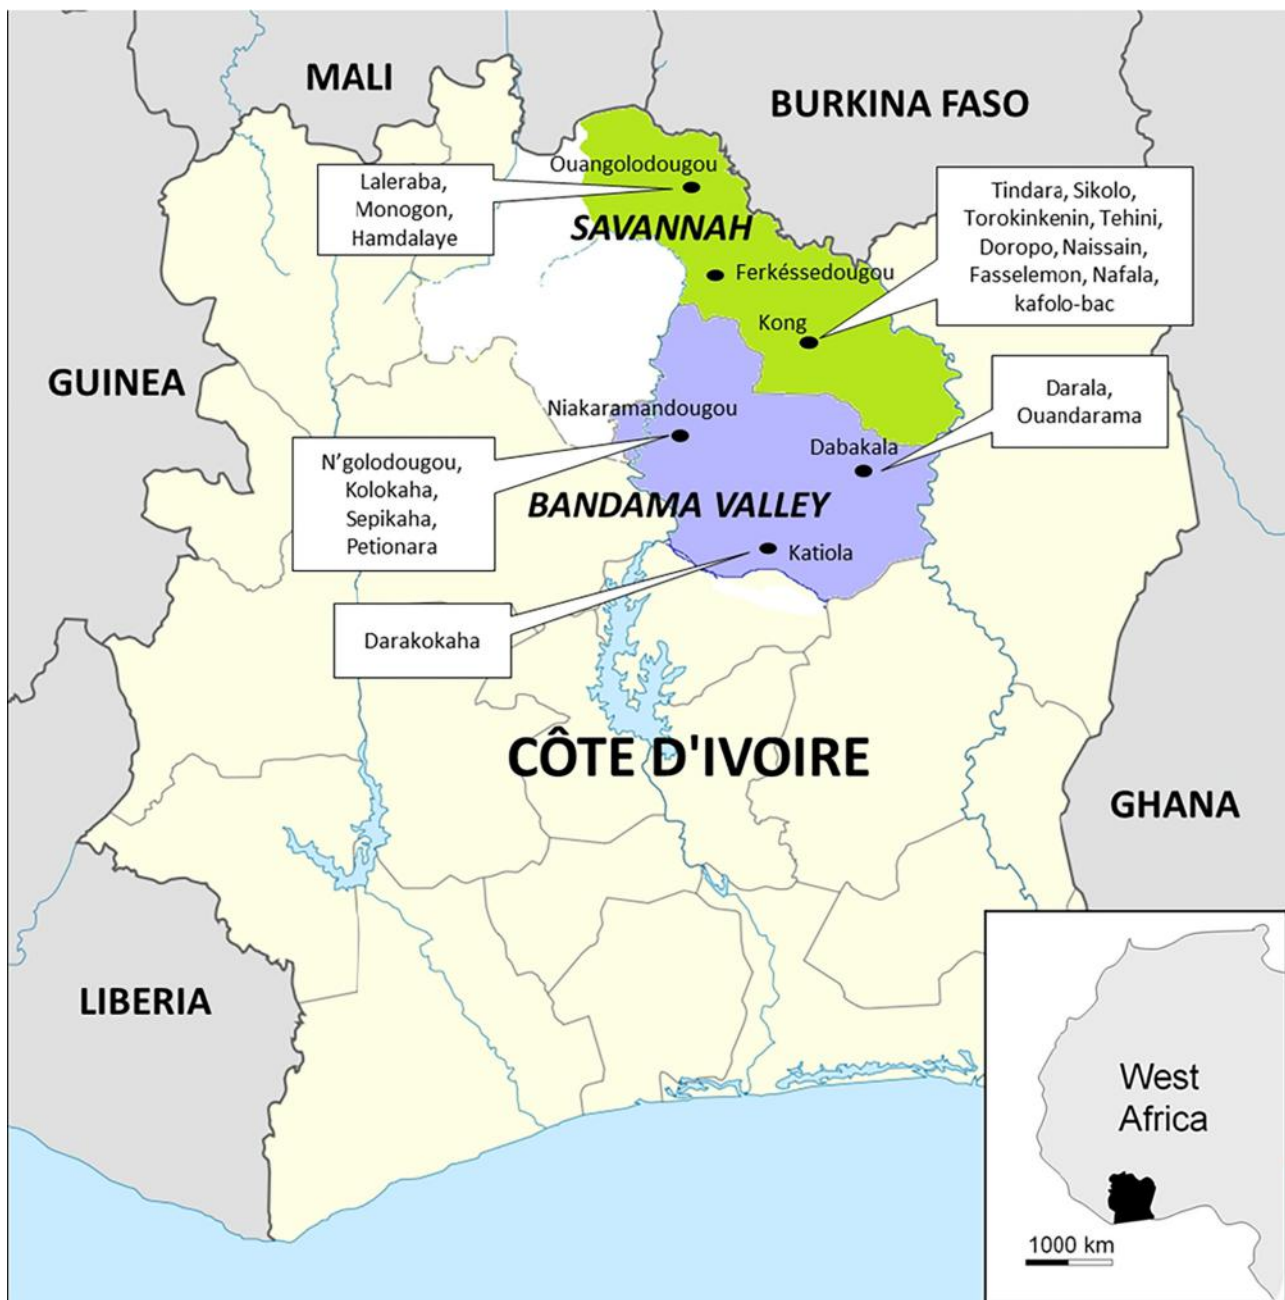 MALI
BURKINA FASO
Ouangolodougou
Laleraba,
Monogon,
Hamdalaye
Tindara, Sikolo,
Torokinkenin, Tehini,
Doropo, Naissain,
Fasselemon, Nafala,
kafolo-bac
SAVANNAH
Ferkéssedougou
Kong
GUINEA
Darala,
Ouandarama
Niakaramandougou
Dabakala
N'golodougou,
Kolokaha,
Sepikaha,
Petionara
BANDAMA VALLEY
Katiola
Darakokaha
CÔTE D'IVOIRE
GHANA
LIBERIA
West
Africa
1000 km